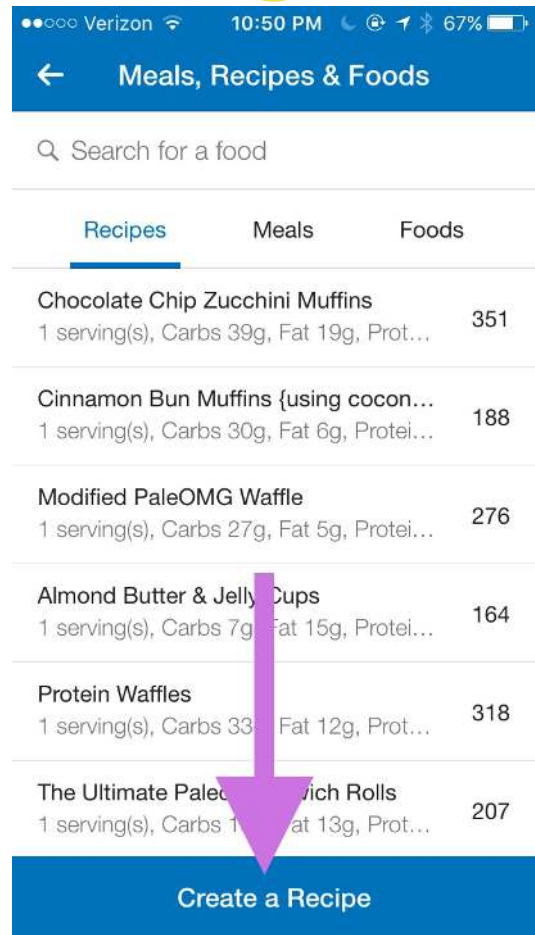 Verizon 10:50 PM 67%
Meals, Recipes & Foods
Search for a food
Recipes Meals Foods
Chocolate Chip Zucchini Muffins
1 serving(s), Carbs 39g, Fat 19g, Prot... 351
Cinnamon Bun Muffins {using cocon...
1 serving(s), Carbs 30g, Fat 6g, Protei... 188
Modified PaleOMG Waffle
1 serving(s), Carbs 27g, Fat 5g, Protei... 276
Almond Butter & Jelly Cups
1 serving(s), Carbs 7g, Fat 15g, Protei... 164
Protein Waffles
1 serving(s), Carbs 33 Fat 12g, Prot... 318
The Ultimate Rolls
1 serving(s), Carbs 13g, Prot... 207
Create a Recipe